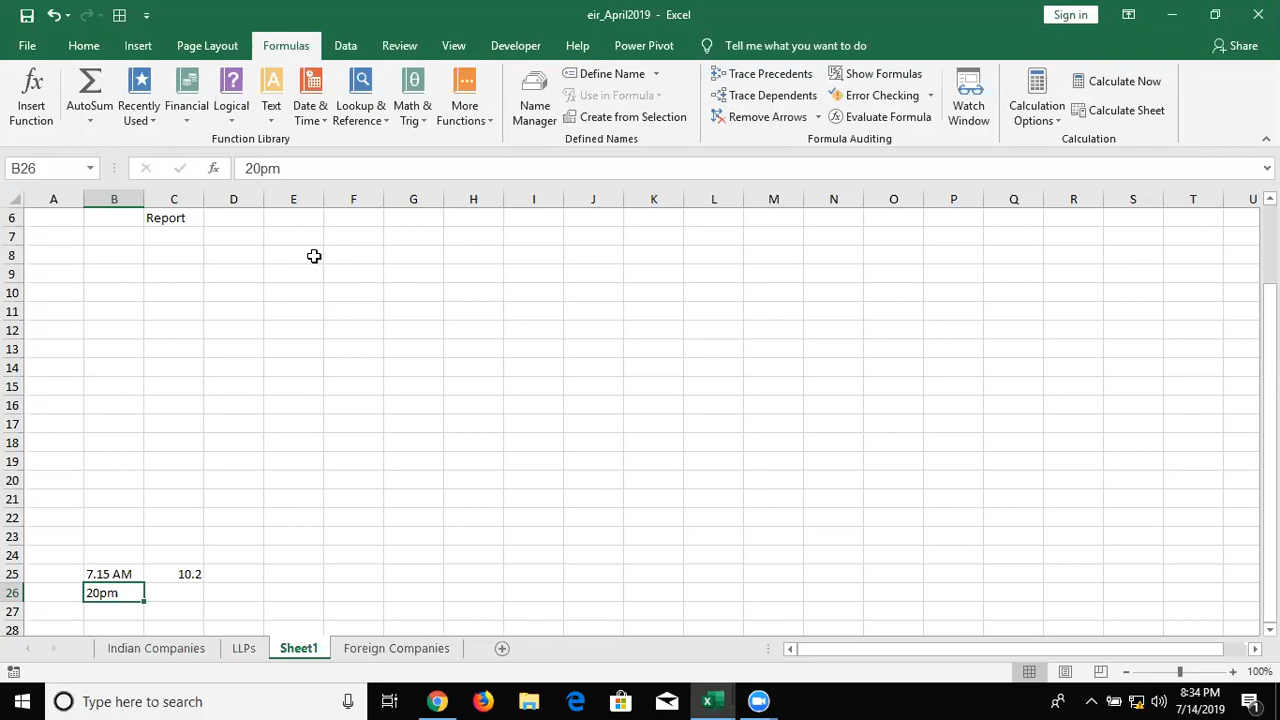 eir_April2019 - Excel
Sign in
File Home Insert Page Layout Formulas Data Review View Developer Help Power Pivot Tell me what you want to do Share
Insert Function
AutoSum
Recently Used
Financial
Logical
Text
Date & Time
Lookup & Reference
Math & Trig
More Functions
Function Library
Name Manager
Define Name
Use in Formula
Create from Selection
Defined Names
Trace Precedents
Trace Dependents
Remove Arrows
Show Formulas
Error Checking
Evaluate Formula
Formula Auditing
Watch Window
Calculation Options
Calculate Now
Calculate Sheet
Calculation
B26 fx 20pm
A B C D E F G H I J K L M N O P Q R S T U
6 Report
7
8
9
10
11
12
13
14
15
16
17
18
19
20
21
22
23
24
25 7.15 AM 10.2
26 20pm
27
28
Indian Companies LLPs Sheet1 Foreign Companies
100%
Type here to search
8:34 PM
7/14/2019
1